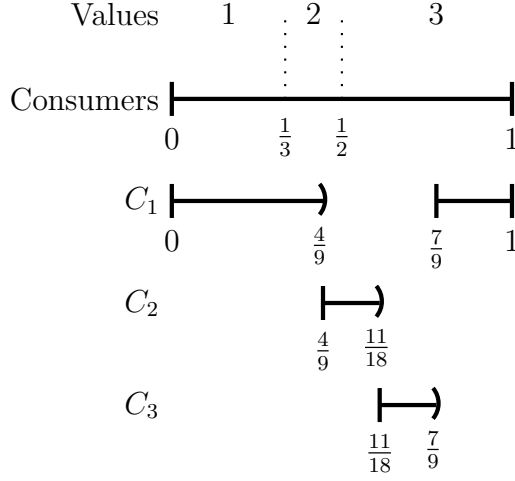 Values 1 2 3
Consumers
0 1/3 1/2 1
C₁
0 4/9 7/9 1
C₂
4/9 11/18
C₃
11/18 7/9